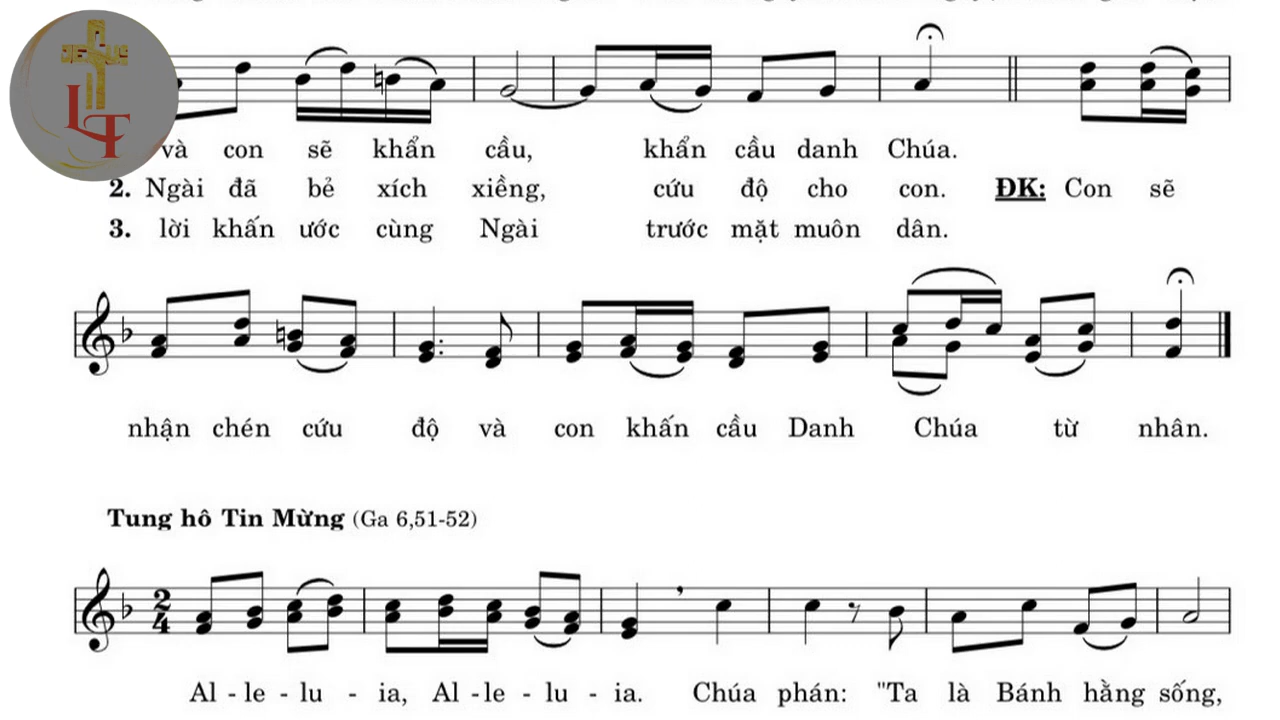 JESUS
LT
và con sẽ khẩn cầu, khẩn cầu danh Chúa.
2. Ngài đã bẻ xích xiềng, cứu độ cho con. ĐK: Con sẽ
3. lời khấn ước cùng Ngài trước mặt muôn dân.
nhận chén cứu độ và con khấn cầu Danh Chúa từ nhân.
Tung hô Tin Mừng (Ga 6,51-52)
2
4
Al - le - lu - ia, Al - le - lu - ia. Chúa phán: "Ta là Bánh hằng sống,